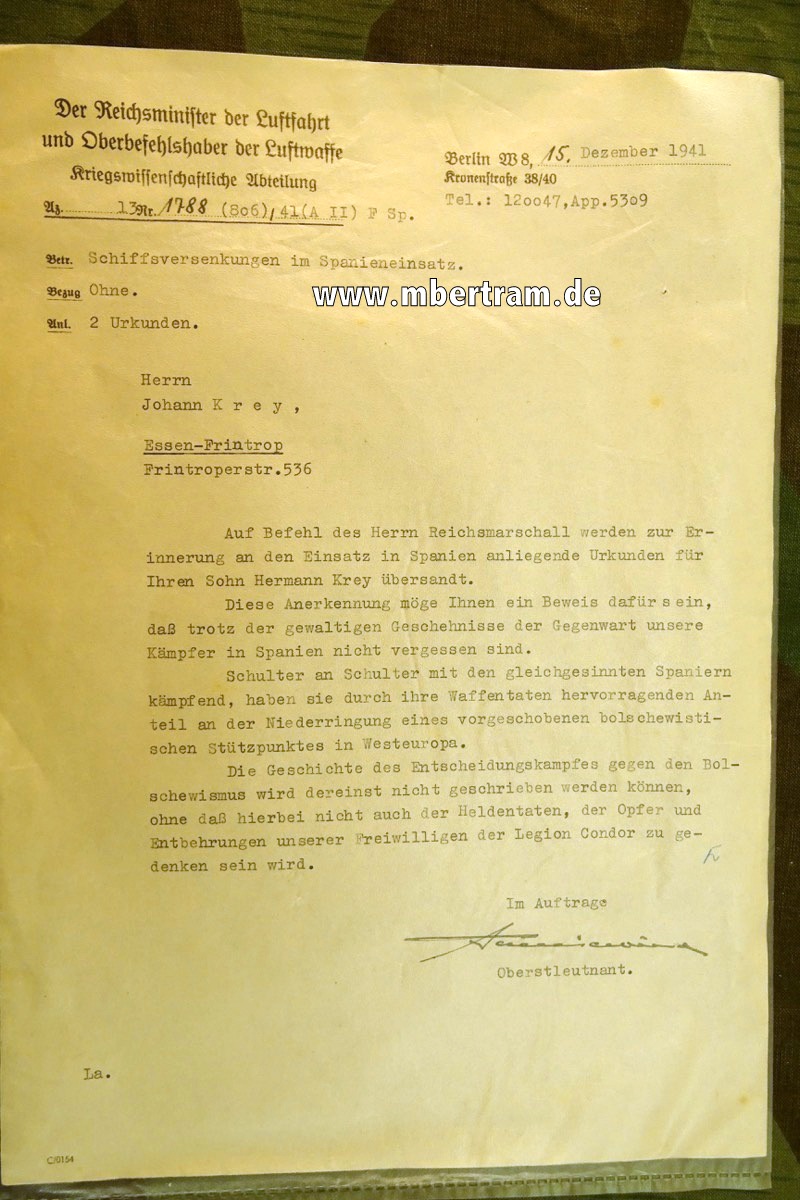 Der Reichsminister der Luftfahrt
und Oberbefehlshaber der Luftwaffe
Kriegswissenschaftliche Abteilung
Az. 13 Nr. 1788 (806)/41(A II) F Sp.
Berlin W 8, 15. Dezember 1941
Kronenstraße 38/40
Tel.: 120047, App.5309
Betr. Schiffsversenkungen im Spanieneinsatz.
Bezug Ohne.
www.mbertram.de
Anl. 2 Urkunden.
Herrn
Johann K r e y ,
Essen-Frintrop
Frintroperstr.536
Auf Befehl des Herrn Reichsmarschall werden zur Er-
innerung an den Einsatz in Spanien anliegende Urkunden für
Ihren Sohn Hermann Krey übersandt.
Diese Anerkennung möge Ihnen ein Beweis dafür sein,
daß trotz der gewaltigen Geschehnisse der Gegenwart unsere
Kämpfer in Spanien nicht vergessen sind.
Schulter an Schulter mit den gleichgesinnten Spaniern
kämpfend, haben sie durch ihre Waffentaten hervorragenden An-
teil an der Niederringung eines vorgeschobenen bolschewisti-
schen Stützpunktes in Westeuropa.
Die Geschichte des Entscheidungskampfes gegen den Bol-
schewismus wird dereinst nicht geschrieben werden können,
ohne daß hierbei nicht auch der Heldentaten, der Opfer und
Entbehrungen unserer Freiwilligen der Legion Condor zu ge-
denken sein wird.
Im Auftrage
Oberstleutnant.
La.
C/0154